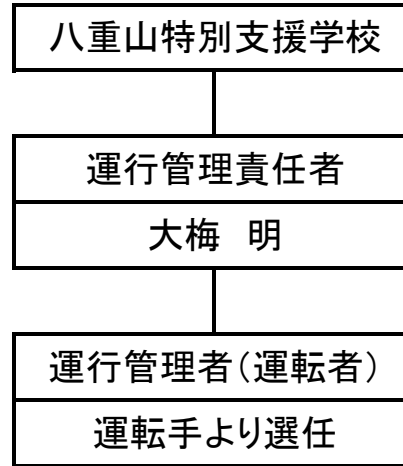 八重山特別支援学校
運行管理責任者
大梅　明
運行管理者（運転者）
運転手より選任